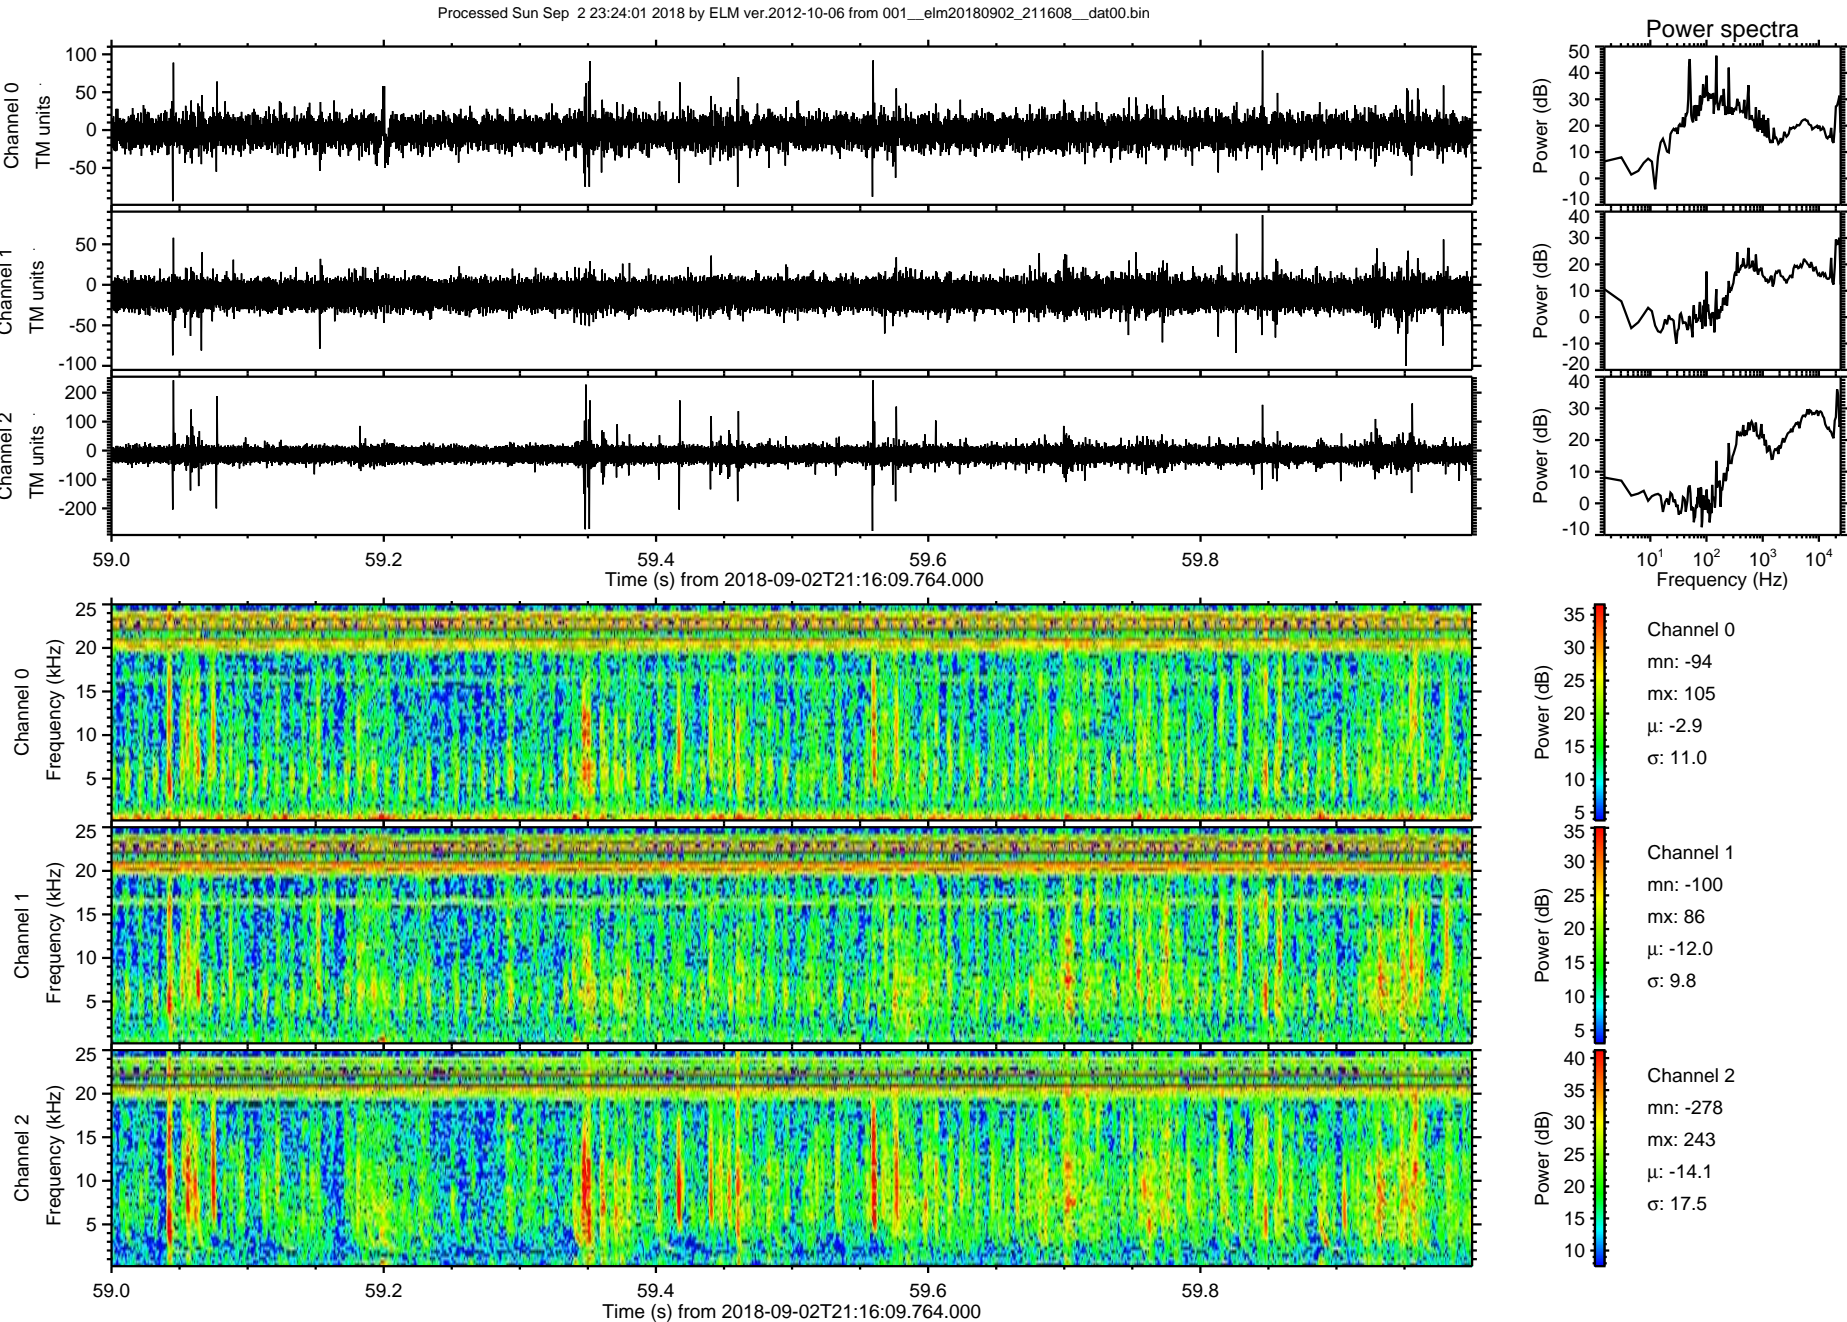 Processed Sun Sep 2 23:24:01 2018 by ELM ver.2012-10-06 from 001__elm20180902_211608__dat00.bin
Power spectra
Channel 0
TM units
100
50
0
-50
Power (dB)
50
40
30
20
10
0
-10
Channel 1
TM units
50
0
-50
-100
Power (dB)
40
30
20
10
0
-10
-20
Channel 2
TM units
200
100
0
-100
-200
Power (dB)
40
30
20
10
0
-10
59.0 59.2 59.4 59.6 59.8
Time (s) from 2018-09-02T21:16:09.764.000
10¹ 10² 10³ 10⁴
Frequency (Hz)
Channel 0
Frequency (kHz)
25
20
15
10
5
Power (dB)
35
30
25
20
15
10
5
Channel 0
mn: -94
mx: 105
μ: -2.9
σ: 11.0
Channel 1
Frequency (kHz)
25
20
15
10
5
Power (dB)
35
30
25
20
15
10
5
Channel 1
mn: -100
mx: 86
μ: -12.0
σ: 9.8
Channel 2
Frequency (kHz)
25
20
15
10
5
Power (dB)
40
35
30
25
20
15
10
Channel 2
mn: -278
mx: 243
μ: -14.1
σ: 17.5
59.0 59.2 59.4 59.6 59.8
Time (s) from 2018-09-02T21:16:09.764.000